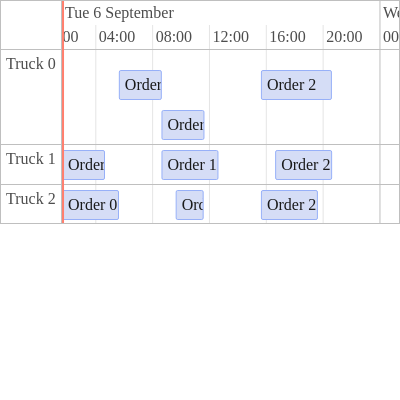 Tue 6 September
We
00 04:00 08:00 12:00 16:00 20:00 00
Truck 0
Order Order 2
Order
Truck 1
Order Order 1 Order 2
Truck 2
Order 0 Ord Order 2